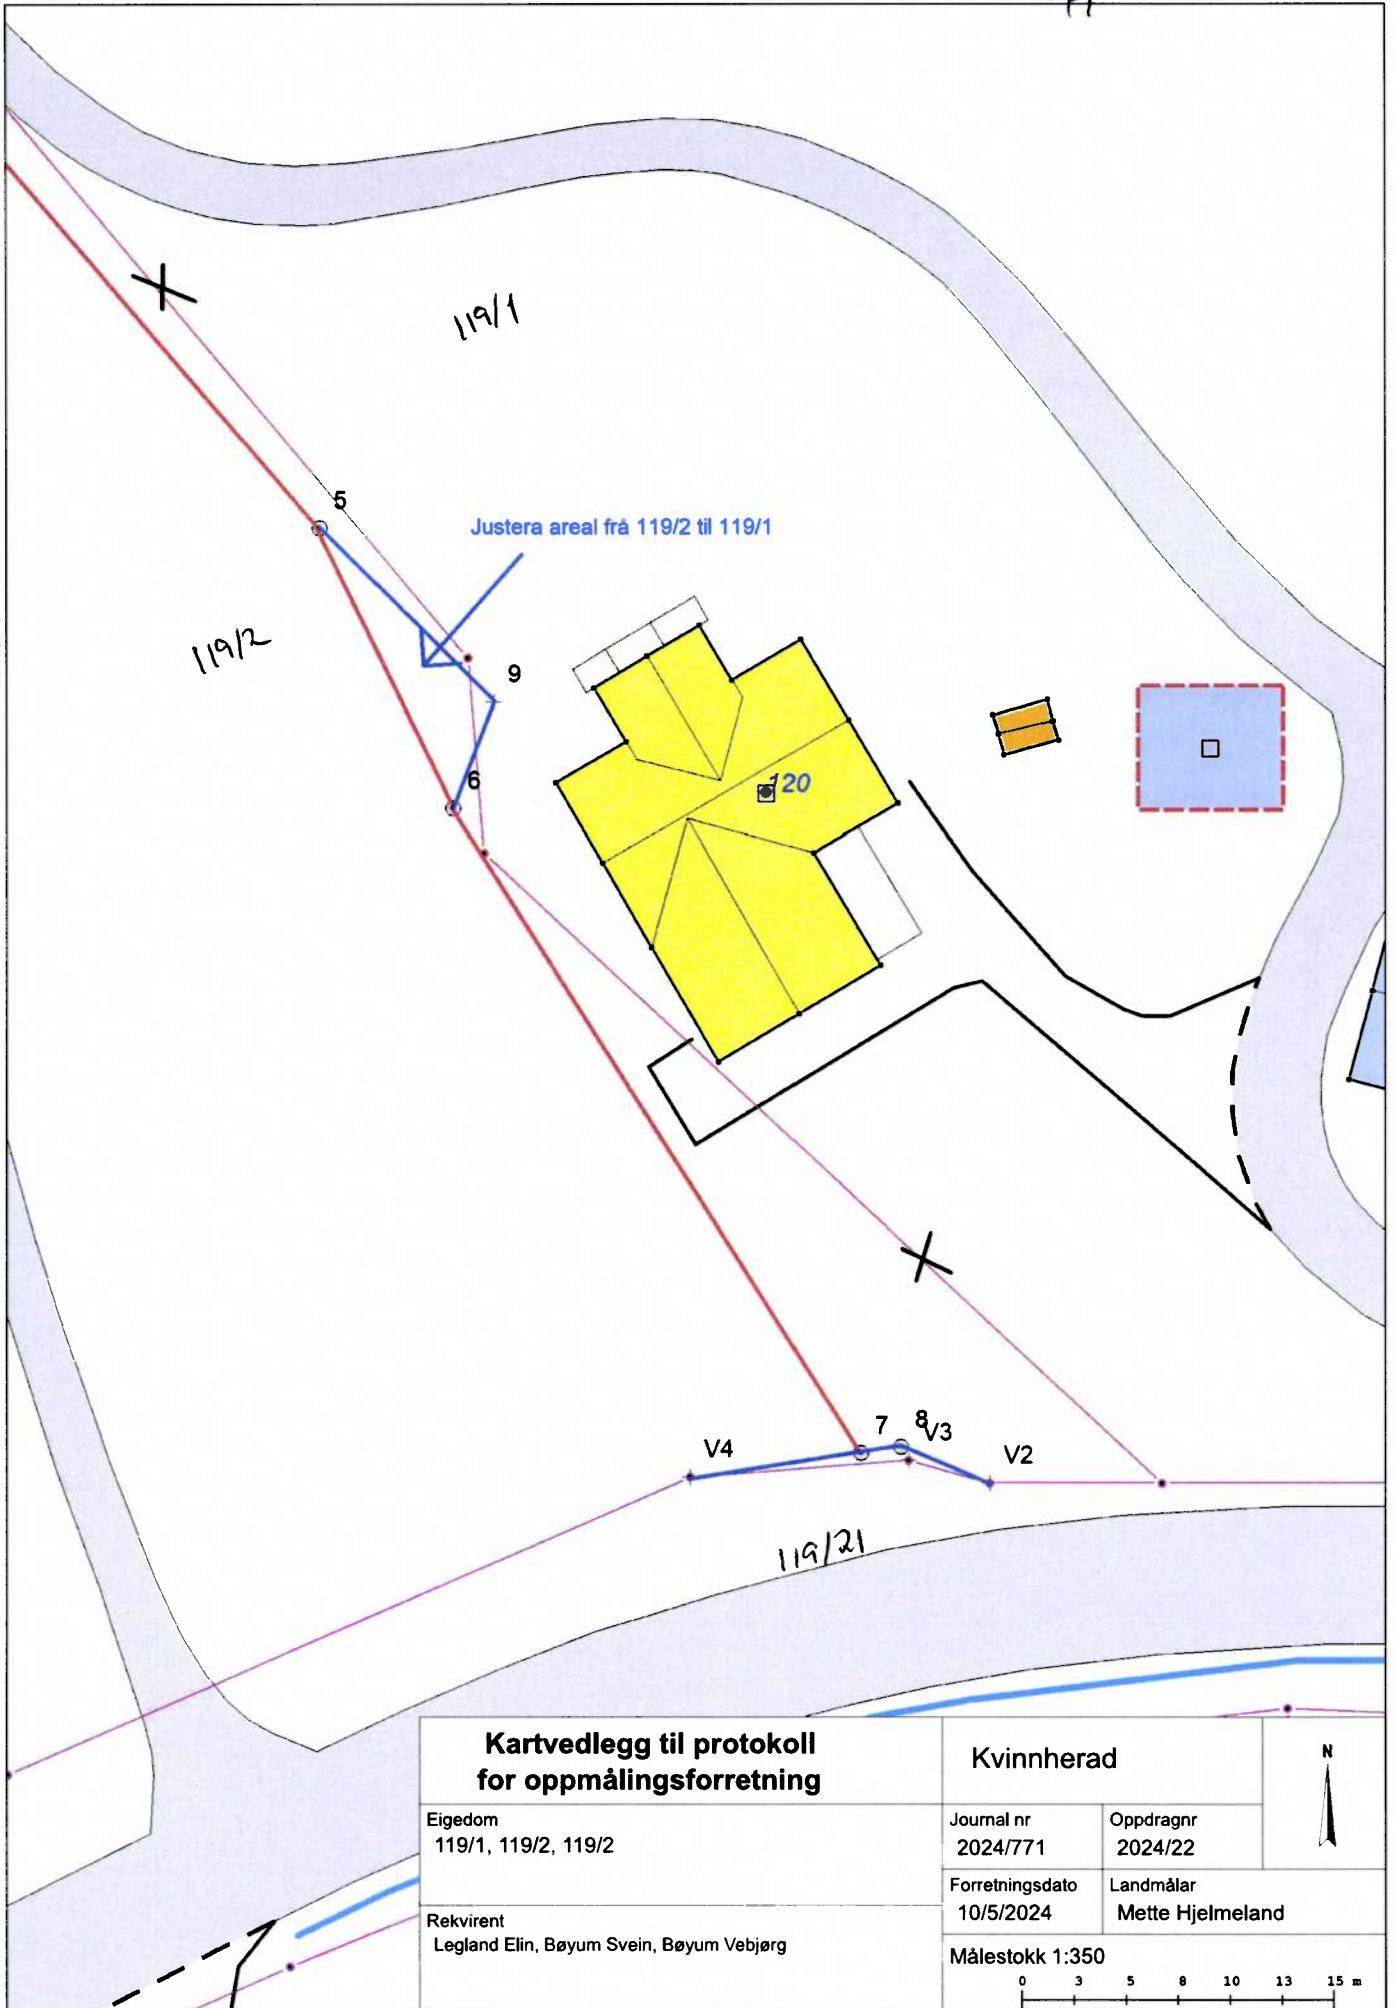 119/1
5
Justera areal frå 119/2 til 119/1
119/2
9
6
120
7
8
V3
V4
V2
119/21
Kartvedlegg til protokoll
for oppmålingsforretning
Kvinnherad
N
Eigedom
119/1, 119/2, 119/2
Journal nr
2024/771
Oppdragnr
2024/22
Forretningsdato
10/5/2024
Landmålar
Mette Hjelmeland
Rekvirent
Legland Elin, Bøyum Svein, Bøyum Vebjørg
Målestokk 1:350
0 3 5 8 10 13 15 m